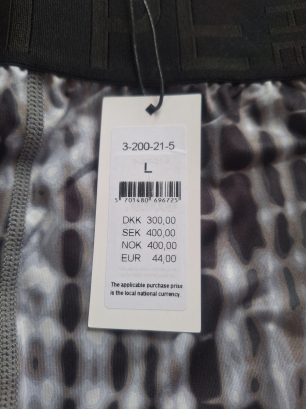 3-200-21-5
L
5 701480 696725
DKK 300,00
SEK 400,00
NOK 400,00
EUR 44,00
The applicable purchase price
is the local national currency.